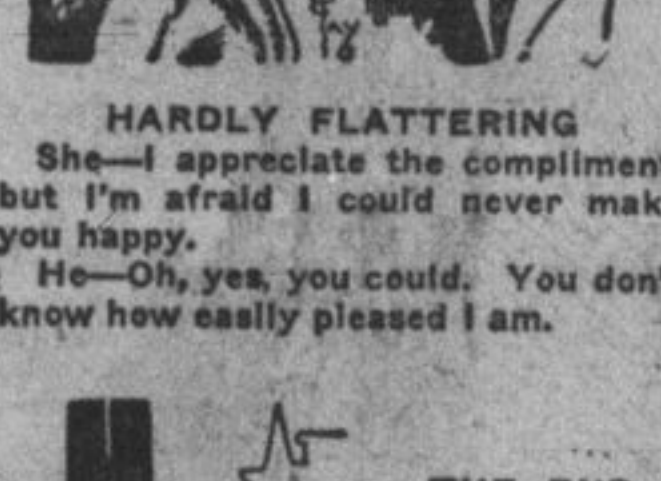 HARDLY FLATTERING
She—I appreciate the complimen
but I'm afraid I could never mak
you happy.
He—Oh, yes, you could. You don'
know how easily pleased I am.